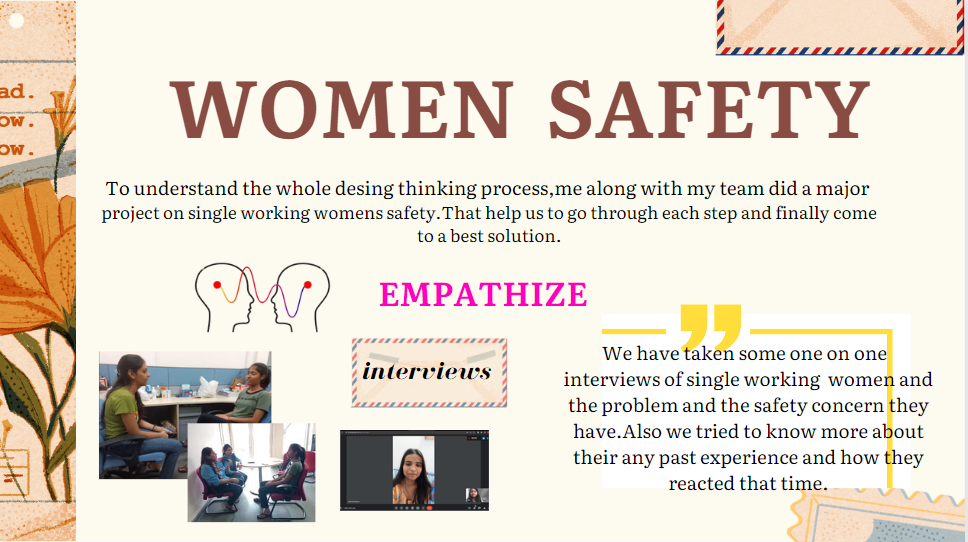 ad.
ow.
ow.
WOMEN SAFETY
To understand the whole desing thinking process,me along with my team did a major
project on single working womens safety.That help us to go through each step and finally come
to a best solution.
EMPATHIZE
interviews
We have taken some one on one
interviews of single working women and
the problem and the safety concern they
have.Also we tried to know more about
their any past experience and how they
reacted that time.